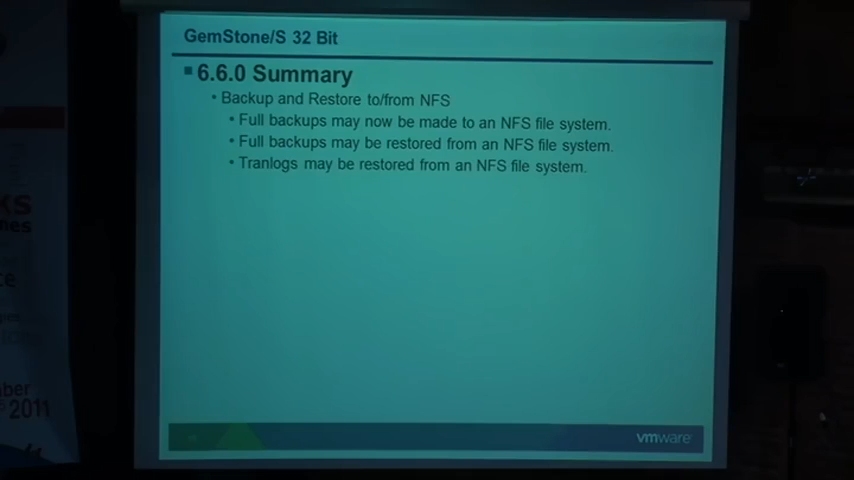 GemStone/S 32 Bit
6.6.0 Summary
• Backup and Restore to/from NFS
• Full backups may now be made to an NFS file system.
• Full backups may be restored from an NFS file system.
• Tranlogs may be restored from an NFS file system.
vmware
2011